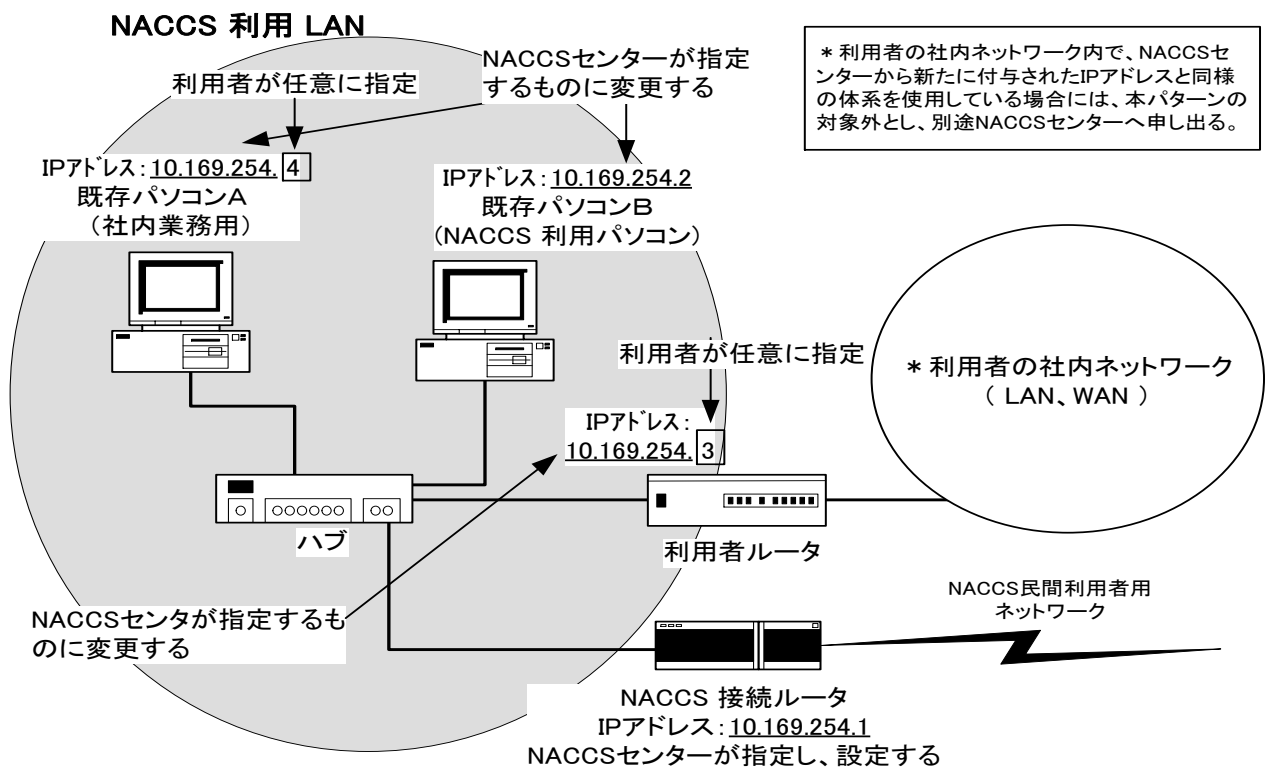 NACCS 利用 LAN
NACCSセンターが指定
するものに変更する
利用者が任意に指定
＊利用者の社内ネットワーク内で、NACCSセ
ンターから新たに付与されたIPアドレスと同様
の体系を使用している場合には、本パターンの
対象外とし、別途NACCSセンターへ申し出る。
IPアドレス：10.169.254.4
既存パソコンA
（社内業務用）
IPアドレス：10.169.254.2
既存パソコンB
(NACCS 利用パソコン)
利用者が任意に指定
＊利用者の社内ネットワーク
（ LAN、WAN ）
IPアドレス：
10.169.254.3
ハブ
利用者ルータ
NACCSセンタが指定するも
のに変更する
NACCS民間利用者用
ネットワーク
NACCS 接続ルータ
IPアドレス：10.169.254.1
NACCSセンターが指定し、設定する